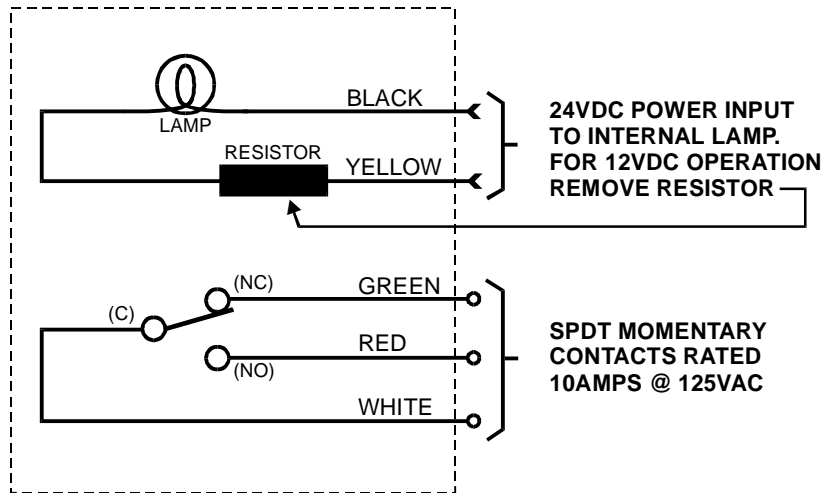 BLACK
LAMP
RESISTOR
YELLOW
24VDC POWER INPUT
TO INTERNAL LAMP.
FOR 12VDC OPERATION
REMOVE RESISTOR
(NC)
GREEN
(C)
RED
(NO)
WHITE
SPDT MOMENTARY
CONTACTS RATED
10AMPS @ 125VAC